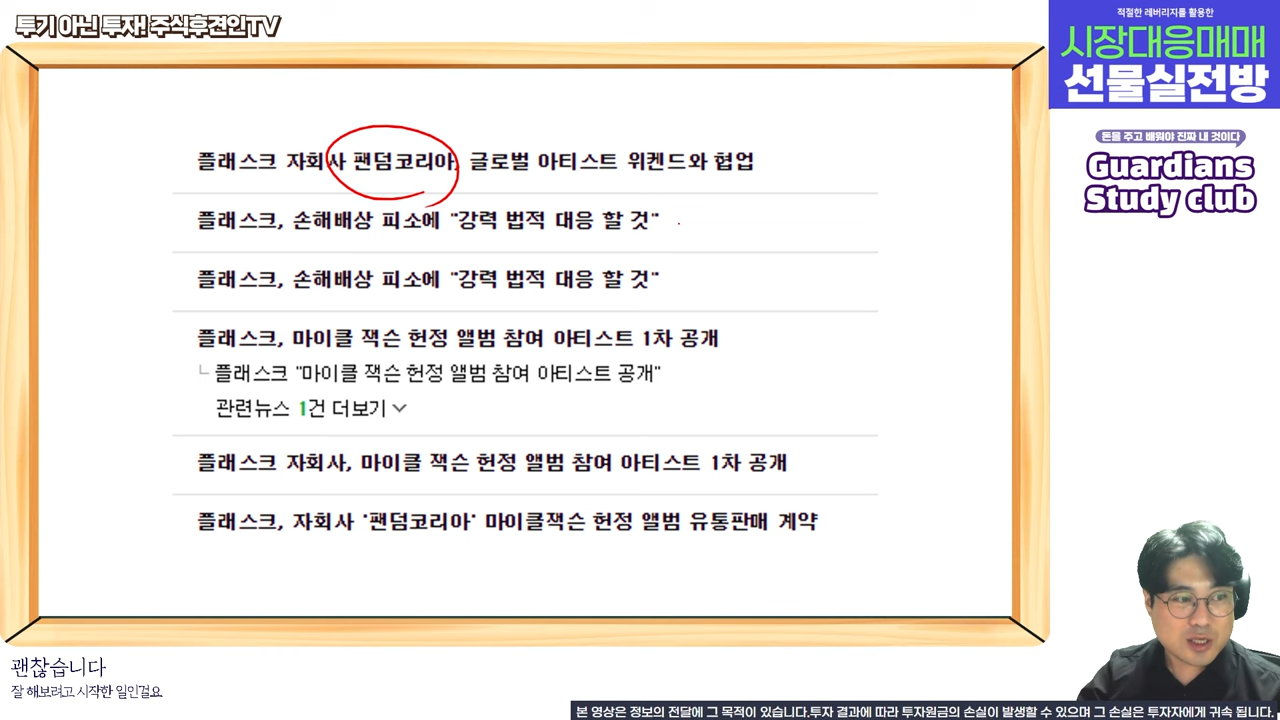 투기 아닌 투자! 주식후견인TV
적절한 레버리지를 활용한
시장대응매매
선물실전방
돈을 주고 배워야 진짜 내 것이다
Guardians
Study club
플래스크 자회사 팬덤코리아, 글로벌 아티스트 위켄드와 협업
플래스크, 손해배상 피소에 "강력 법적 대응 할 것"
플래스크, 손해배상 피소에 "강력 법적 대응 할 것"
플래스크, 마이클 잭슨 헌정 앨범 참여 아티스트 1차 공개
└ 플래스크 "마이클 잭슨 헌정 앨범 참여 아티스트 공개"
관련뉴스 1건 더보기
플래스크 자회사, 마이클 잭슨 헌정 앨범 참여 아티스트 1차 공개
플래스크, 자회사 '팬덤코리아' 마이클잭슨 헌정 앨범 유통판매 계약
괜찮습니다
잘 해보려고 시작한 일인걸요
본 영상은 정보의 전달에 그 목적이 있습니다.투자 결과에 따라 투자원금의 손실이 발생할 수 있으며 그 손실은 투자자에게 귀속 됩니다.